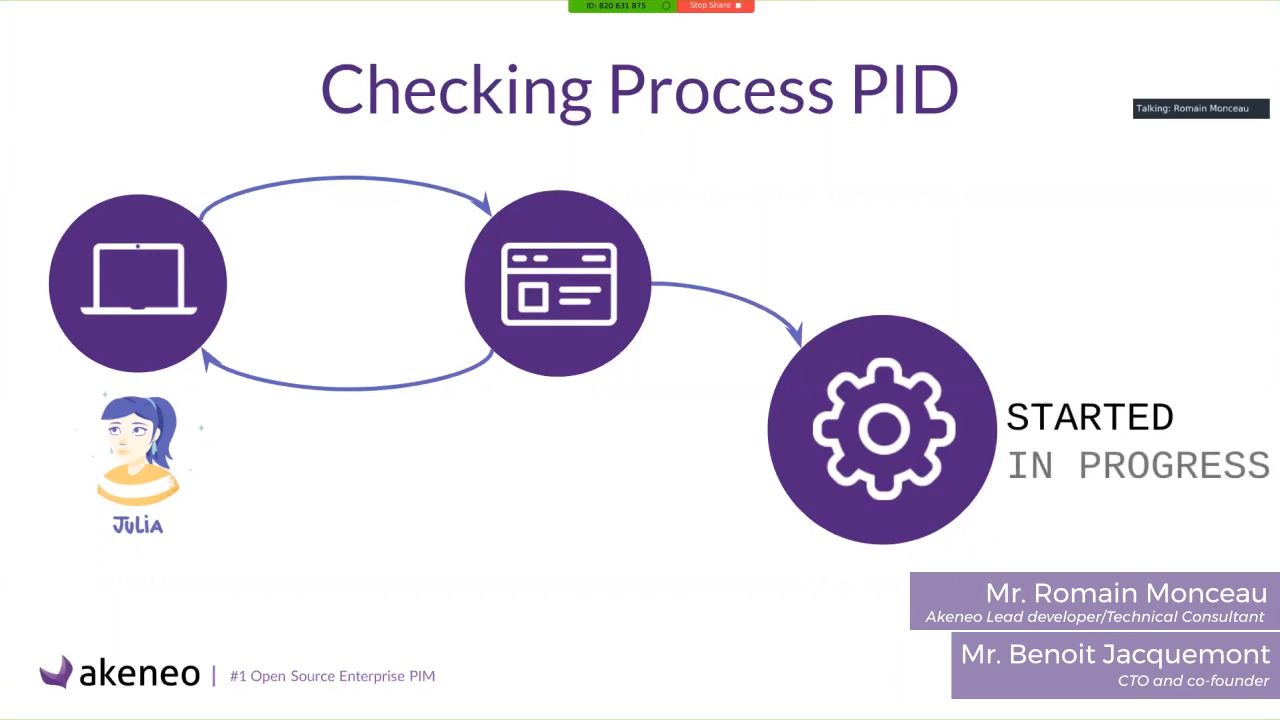 ID: 820 631 875
Stop Share
Checking Process PID
Talking: Romain Monceau
STARTED
IN PROGRESS
JULIA
Mr. Romain Monceau
Akeneo Lead developer/Technical Consultant
Mr. Benoit Jacquemont
CTO and co-founder
akeneo | #1 Open Source Enterprise PIM